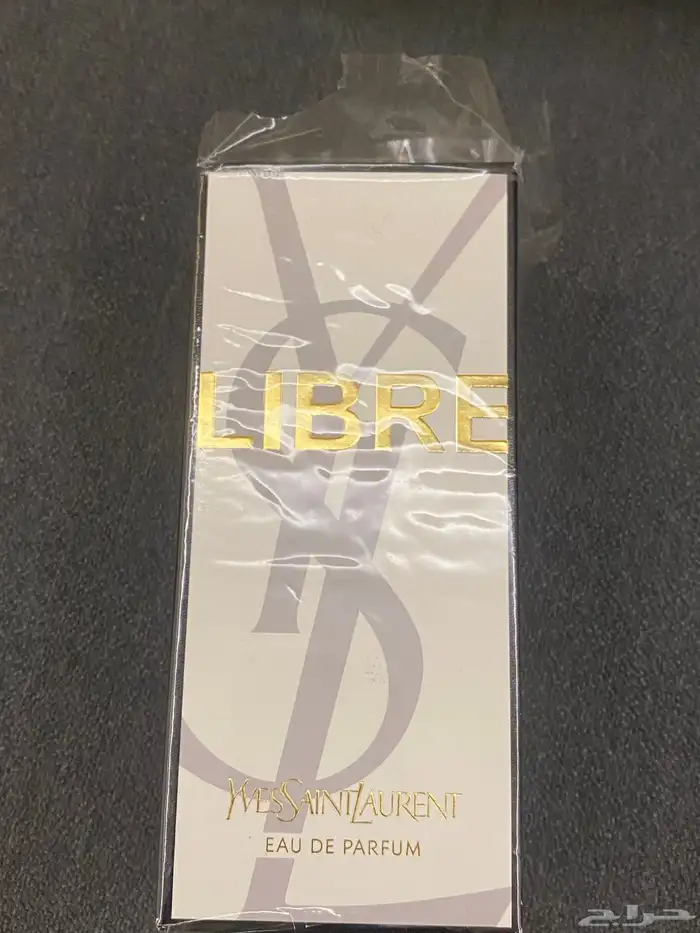 LIBRE
YVESSAINTLAURENT
EAU DE PARFUM
حراج